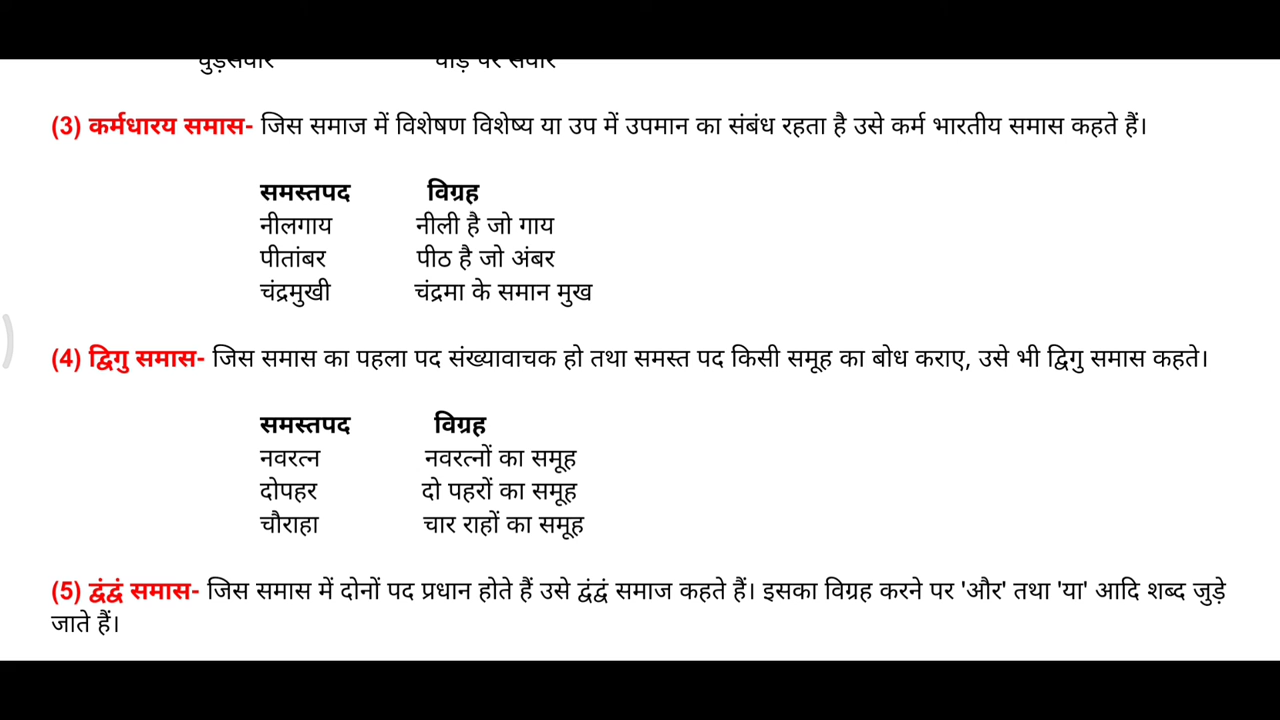 घुड़सवार घोड़े पर सवार
(3) कर्मधारय समास- जिस समाज में विशेषण विशेष्य या उप में उपमान का संबंध रहता है उसे कर्म भारतीय समास कहते हैं।
समस्तपद विग्रह
नीलगाय नीली है जो गाय
पीतांबर पीठ है जो अंबर
चंद्रमुखी चंद्रमा के समान मुख
(4) द्विगु समास- जिस समास का पहला पद संख्यावाचक हो तथा समस्त पद किसी समूह का बोध कराए, उसे भी द्विगु समास कहते।
समस्तपद विग्रह
नवरत्न नवरत्नों का समूह
दोपहर दो पहरों का समूह
चौराहा चार राहों का समूह
(5) द्वंद्वं समास- जिस समास में दोनों पद प्रधान होते हैं उसे द्वंद्वं समाज कहते हैं। इसका विग्रह करने पर 'और' तथा 'या' आदि शब्द जुड़े
जाते हैं।